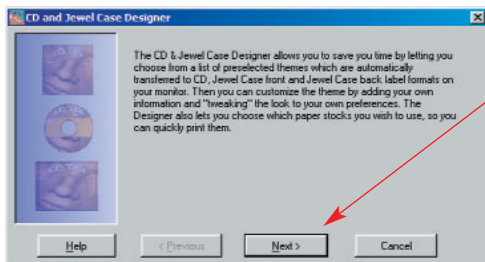 CD and Jewel Case Designer
The CD & Jewel Case Designer allows you to save you time by letting you
choose from a list of preselected themes which are automatically
transferred to CD, Jewel Case front and Jewel Case back label formats on
your monitor. Then you can customize the theme by adding your own
information and "tweaking" the look to your own preferences. The
Designer also lets you choose which paper stocks you wish to use, so you
can quickly print them.
Help
< Previous
Next >
Cancel